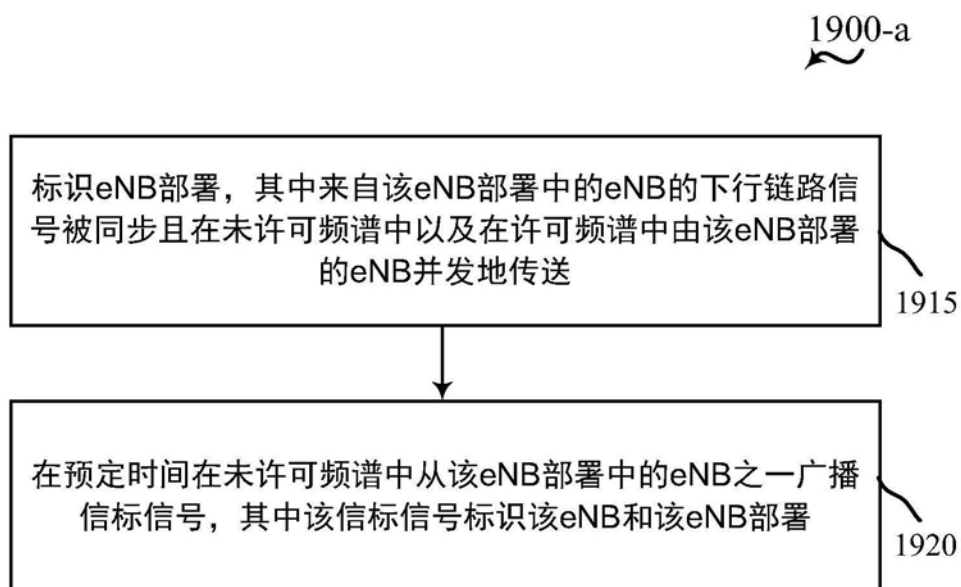 1900-a
标识eNB部署，其中来自该eNB部署中的eNB的下行链路信
号被同步且在未许可频谱中以及在许可频谱中由该eNB部署
的eNB并发地传送
1915
在预定时间在未许可频谱中从该eNB部署中的eNB之一广播
信标信号，其中该信标信号标识该eNB和该eNB部署
1920